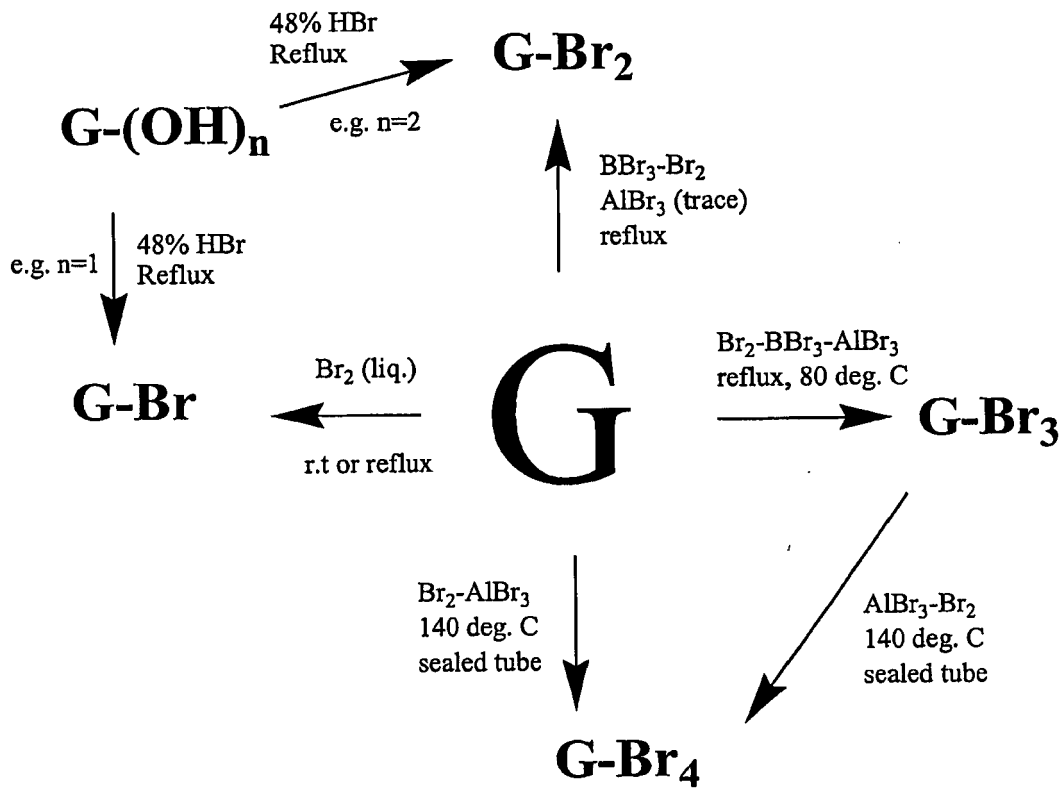 48% HBr
Reflux
G-Br₂
G-(OH)ₙ
e.g. n=2
BBr₃-Br₂
AlBr₃ (trace)
reflux
e.g. n=1
48% HBr
Reflux
Br₂ (liq.)
r.t or reflux
G-Br
G
Br₂-BBr₃-AlBr₃
reflux, 80 deg. C
G-Br₃
Br₂-AlBr₃
140 deg. C
sealed tube
AlBr₃-Br₂
140 deg. C
sealed tube
G-Br₄